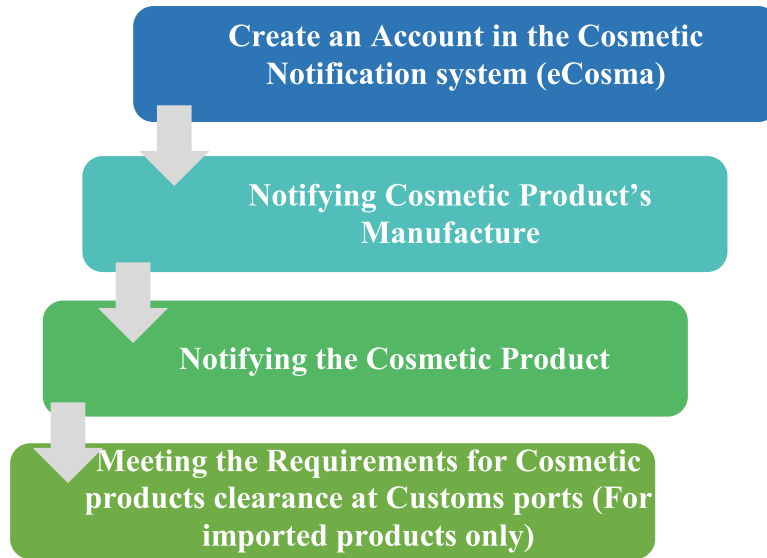 Create an Account in the Cosmetic
Notification system (eCosma)
Notifying Cosmetic Product’s
Manufacture
Notifying the Cosmetic Product
Meeting the Requirements for Cosmetic
products clearance at Customs ports (For
imported products only)